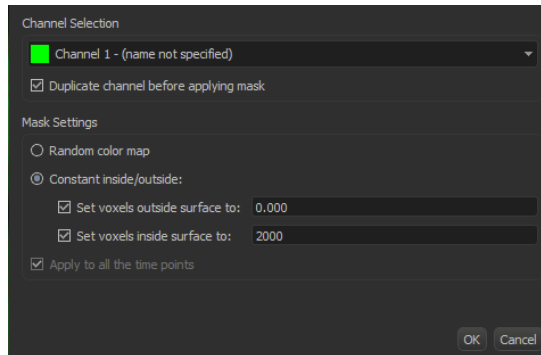 Channel Selection
Channel 1 - (name not specified)
Duplicate channel before applying mask
Mask Settings
Random color map
Constant inside/outside:
Set voxels outside surface to: 0.000
Set voxels inside surface to: 2000
Apply to all the time points
OK Cancel